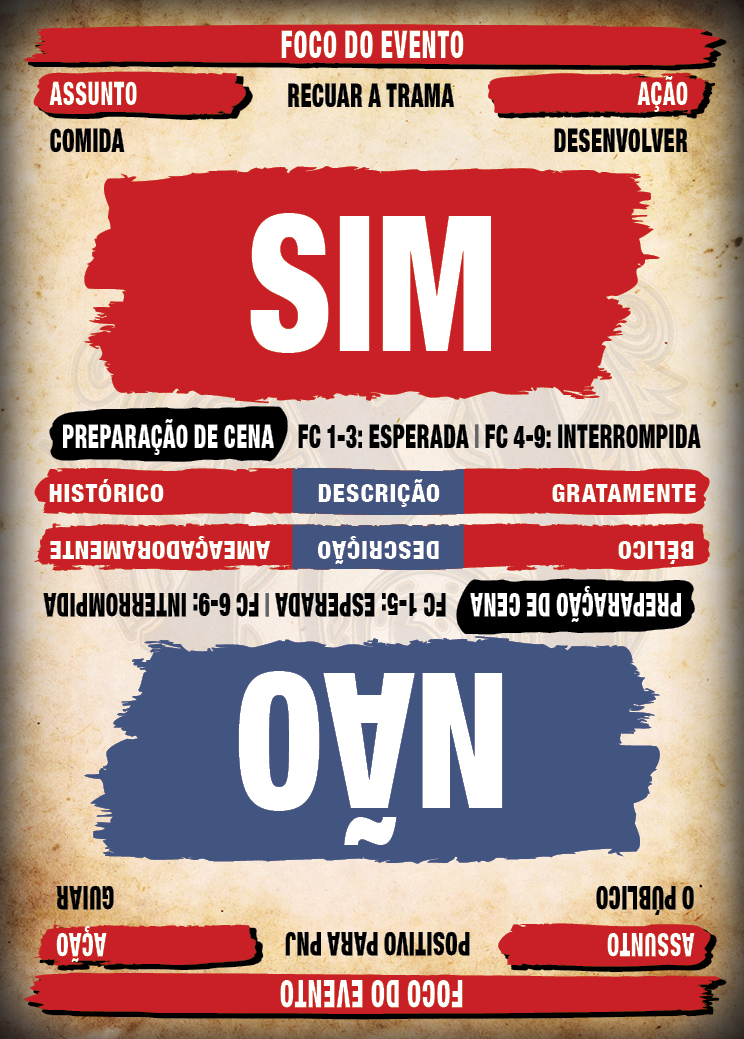 FOCO DO EVENTO
ASSUNTO RECUAR A TRAMA AÇÃO
COMIDA DESENVOLVER
SIM
PREPARAÇÃO DE CENA FC 1-3: ESPERADA | FC 4-9: INTERROMPIDA
HISTÓRICO DESCRIÇÃO GRATAMENTE
BÉLICO DESCRIÇÃO AMEAÇADORAMENTE
PREPARAÇÃO DE CENA FC 1-5: ESPERADA | FC 6-9: INTERROMPIDA
NÃO
O PÚBLICO GUIAR
ASSUNTO POSITIVO PARA PNJ AÇÃO
FOCO DO EVENTO